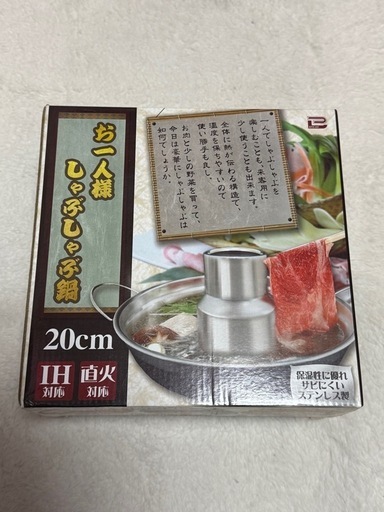 お一人様
しゃぶしゃぶ鍋
20cm
IH
対応
直火
対応
一人でしゃぶしゃぶを
楽しむことも、来客用に
少し使うことも出来ます。
全体に熱が伝わる構造で
温度を保ちやすいので
使い勝手も良し。
お肉と少しの野菜を買って、
今日は豪華にしゃぶしゃぶは
如何でしょうか。
保温性に優れ
サビにくい
ステンレス製